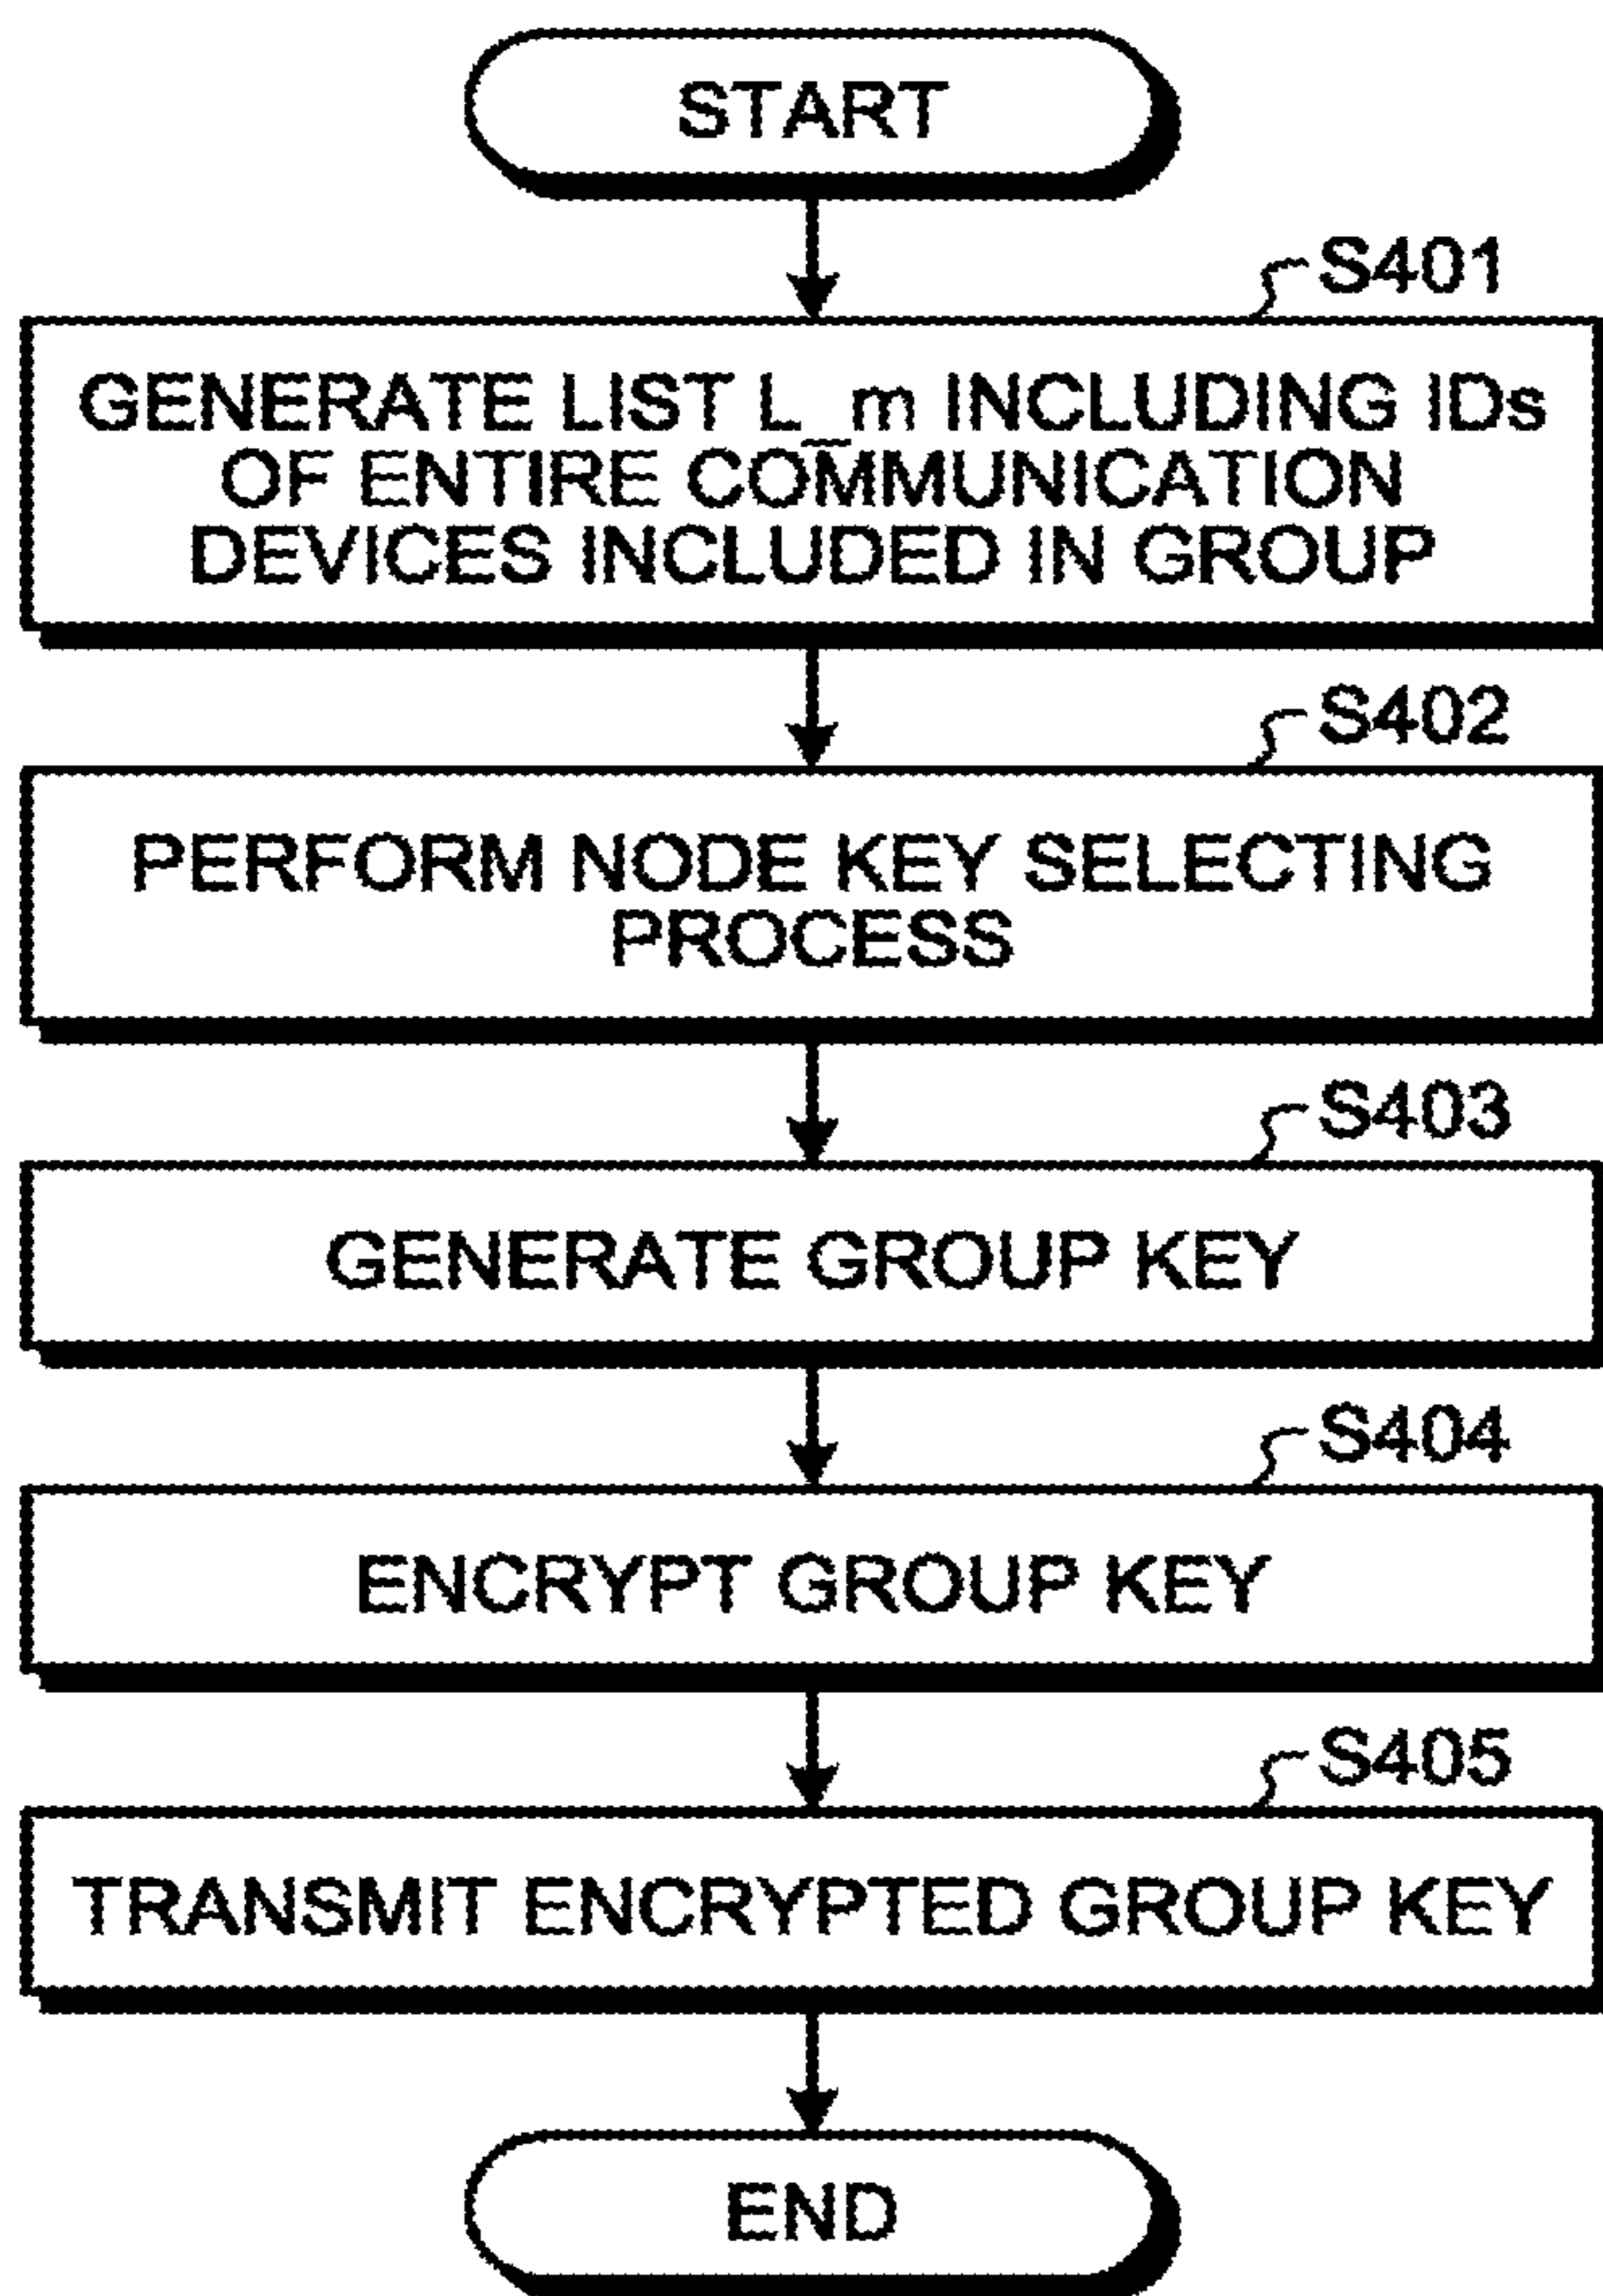 START
S401
GENERATE LIST L_m INCLUDING IDs
OF ENTIRE COMMUNICATION
DEVICES INCLUDED IN GROUP
S402
PERFORM NODE KEY SELECTING
PROCESS
S403
GENERATE GROUP KEY
S404
ENCRYPT GROUP KEY
S405
TRANSMIT ENCRYPTED GROUP KEY
END